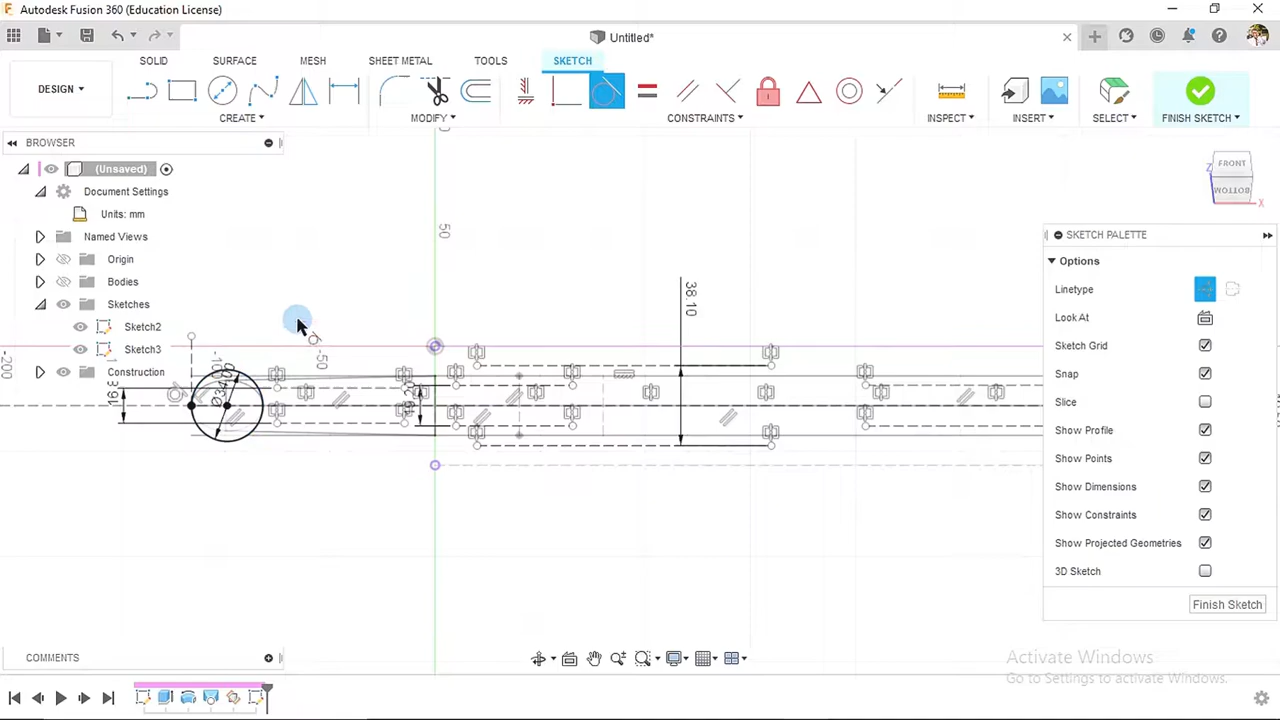 Autodesk Fusion 360 (Education License)
Untitled*
SOLID SURFACE MESH SHEET METAL TOOLS SKETCH
DESIGN
CREATE MODIFY CONSTRAINTS INSPECT INSERT SELECT FINISH SKETCH
BROWSER
(Unsaved)
Document Settings
Units: mm
Named Views
Origin
Bodies
Sketches
Sketch2
Sketch3
Construction
FRONT
BOTTOM
Z
X
SKETCH PALETTE
Options
Linetype
Look At
Sketch Grid
Snap
Slice
Show Profile
Show Points
Show Dimensions
Show Constraints
Show Projected Geometries
3D Sketch
Finish Sketch
50
38.10
-200
-50
COMMENTS
Activate Windows
Go to Settings to activate Windows.